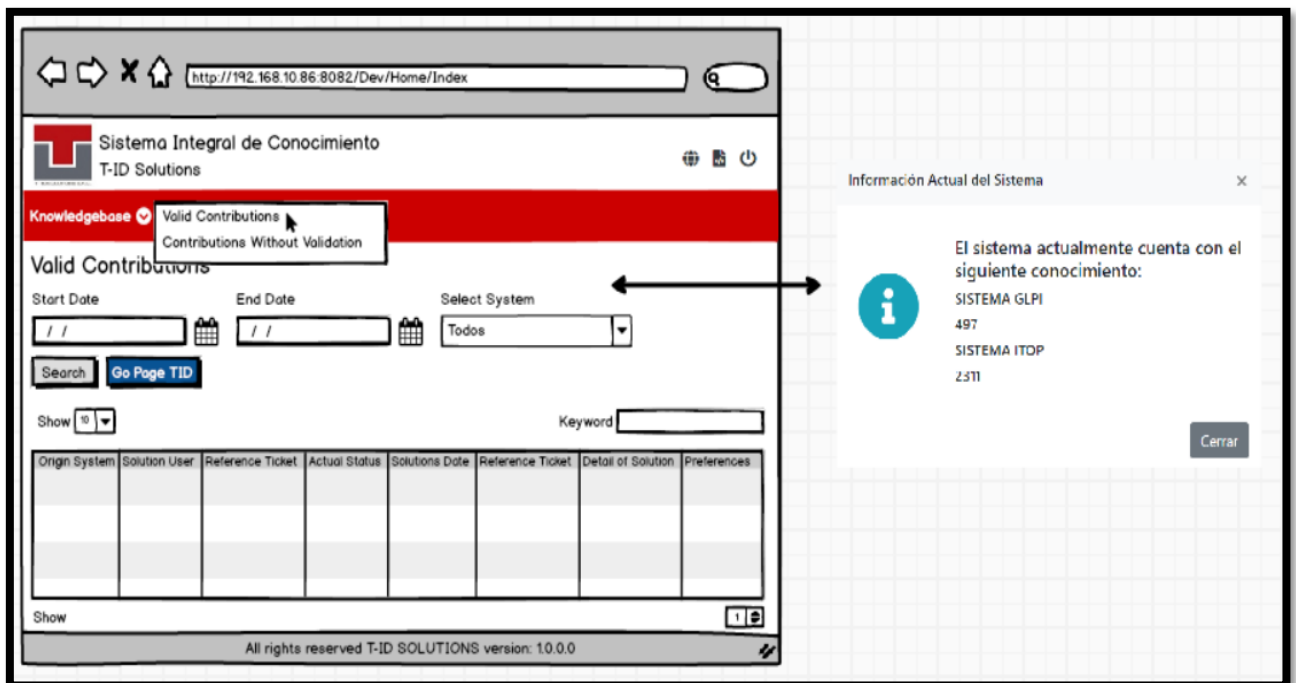 http://192.168.10.86:8082/Dev/Home/Index
Sistema Integral de Conocimiento
T-ID Solutions
Knowledgebase
Valid Contributions
Contributions Without Validation
Valid Contributions
Start Date End Date Select System
/ / / / Todos
Search Go Page TID
Show 10 Keyword
Origin System Solution User Reference Ticket Actual Status Solutions Date Reference Ticket Detail of Solution Preferences
Show 1
All rights reserved T-ID SOLUTIONS version: 1.0.0.0
Información Actual del Sistema ×
El sistema actualmente cuenta con el
siguiente conocimiento:
SISTEMA GLPI
497
SISTEMA ITOP
2311
Cerrar